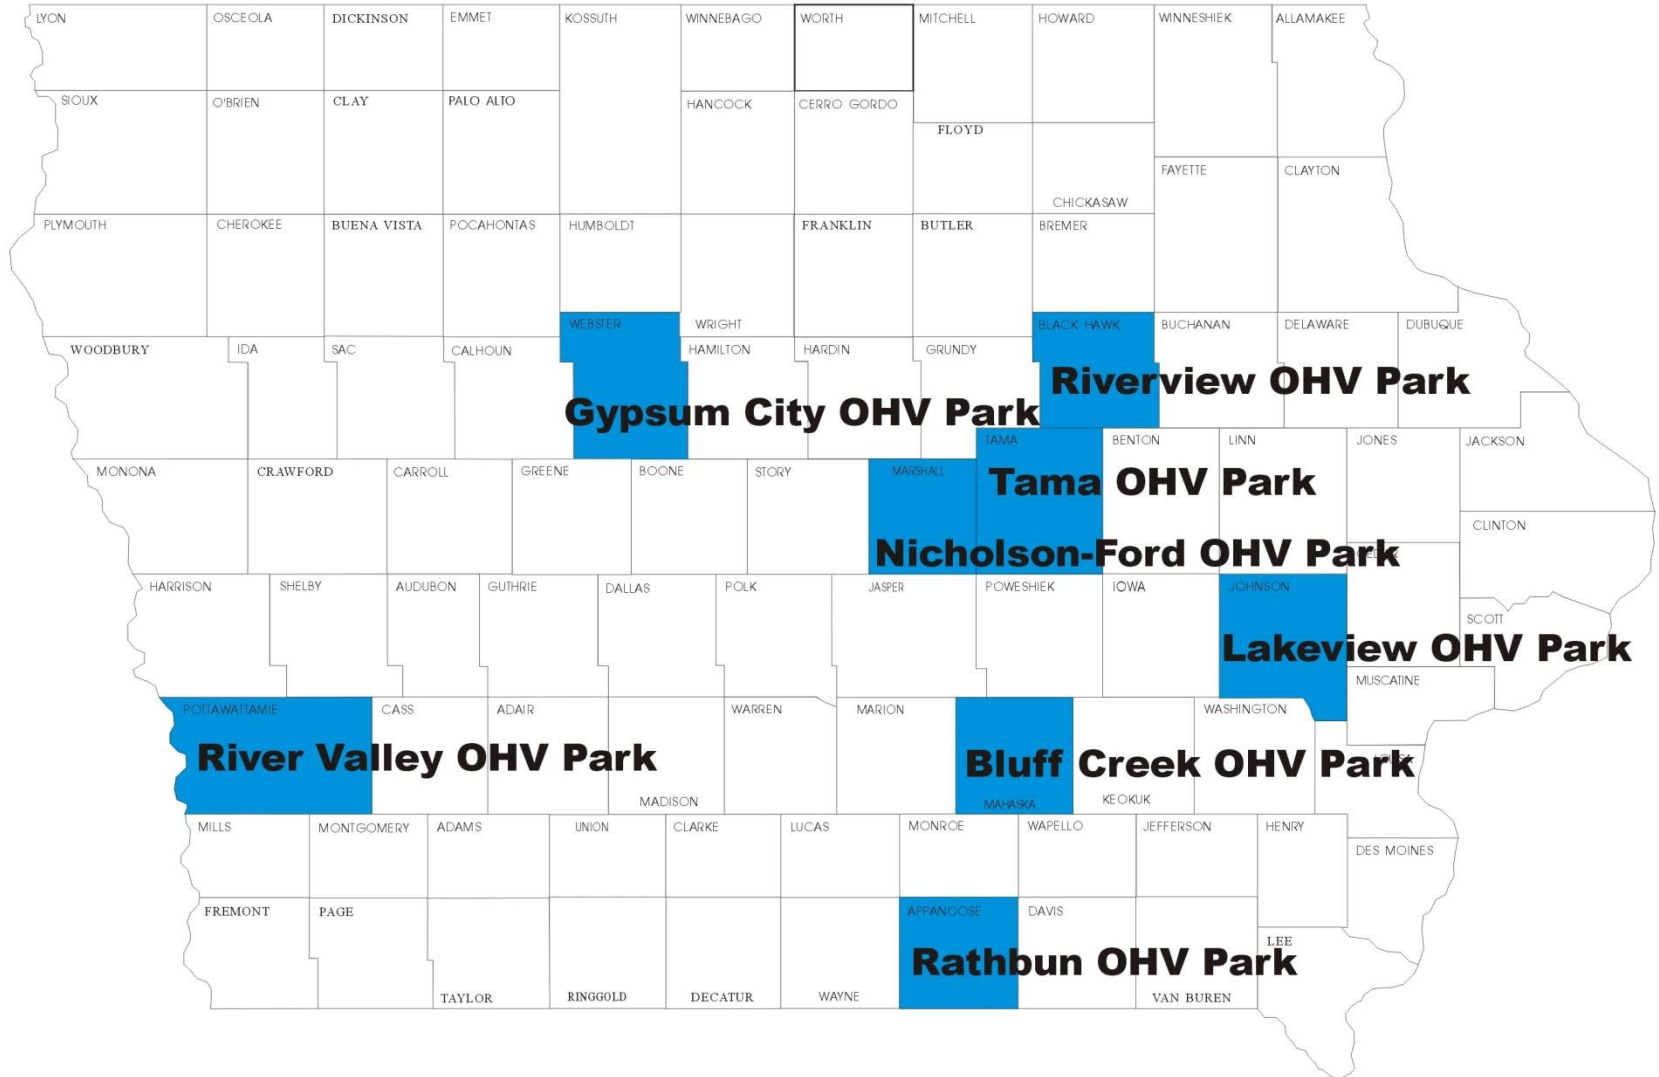 LYON
OSCEOLA
DICKINSON
EMMET
KOSSUTH
WINNEBAGO
WORTH
MITCHELL
HOWARD
WINNESHIEK
ALLAMAKEE
SIOUX
O'BRIEN
CLAY
PALO ALTO
HANCOCK
CERRO GORDO
FLOYD
CHICKASAW
FAYETTE
CLAYTON
PLYMOUTH
CHEROKEE
BUENA VISTA
POCAHONTAS
HUMBOLDT
FRANKLIN
BUTLER
BREMER
WEBSTER
WRIGHT
BLACK HAWK
BUCHANAN
DELAWARE
DUBUQUE
WOODBURY
IDA
SAC
CALHOUN
HAMILTON
HARDIN
GRUNDY
Riverview OHV Park
Gypsum City OHV Park
TAMA
BENTON
LINN
JONES
JACKSON
MONONA
CRAWFORD
CARROLL
GREENE
BOONE
STORY
MARSHALL
Tama OHV Park
CLINTON
Nicholson-Ford OHV Park
HARRISON
SHELBY
AUDUBON
GUTHRIE
DALLAS
POLK
JASPER
POWESHIEK
IOWA
JOHNSON
SCOTT
Lakeview OHV Park
MUSCATINE
POTTAWATTAMIE
CASS
ADAIR
WARREN
MARION
WASHINGTON
River Valley OHV Park
Bluff Creek OHV Park
MADISON
MAHASKA
KEOKUK
MILLS
MONTGOMERY
ADAMS
UNION
CLARKE
LUCAS
MONROE
WAPELLO
JEFFERSON
HENRY
DES MOINES
FREMONT
PAGE
APPANOOSE
DAVIS
LEE
Rathbun OHV Park
TAYLOR
RINGGOLD
DECATUR
WAYNE
VAN BUREN